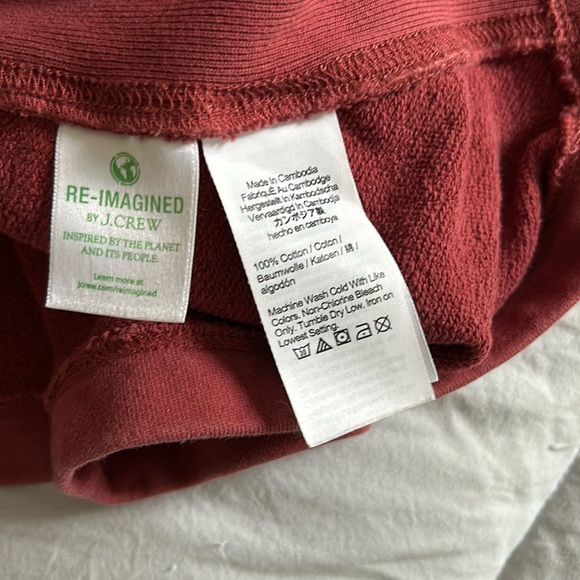 RE-IMAGINED
BY J.CREW
INSPIRED BY THE PLANET
AND ITS PEOPLE.
Learn more at
jcrew.com/reimagined
Made In Cambodia
FabriquÉ Au Cambodge
Hergestellt In Kambodscha
Vervaardigd In Cambodja
カンボジア製
hecho en camboya
100% Cotton / Coton /
Baumwolle / Katoen / 綿 /
algodón
Machine Wash Cold With Like
Colors. Non-Chlorine Bleach
Only. Tumble Dry Low. Iron on
Lowest Setting.